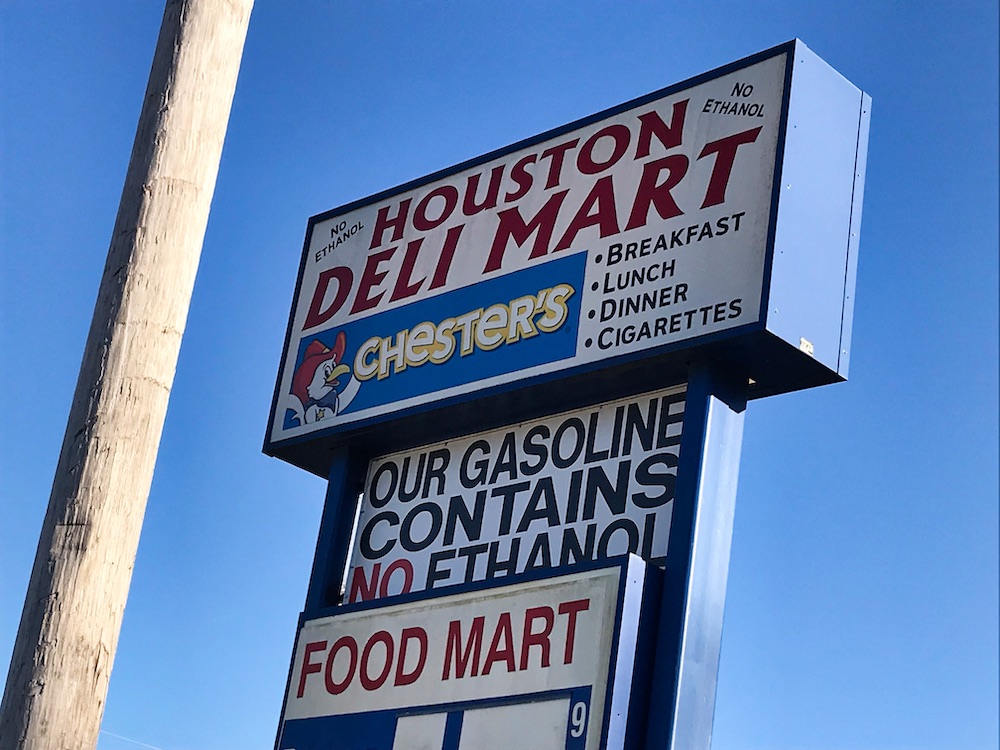 NO
ETHANOL
NO
ETHANOL
HOUSTON
DELI MART
CHESTER'S
• BREAKFAST
• LUNCH
• DINNER
• CIGARETTES
OUR GASOLINE
CONTAINS
NO ETHANOL
FOOD MART
9